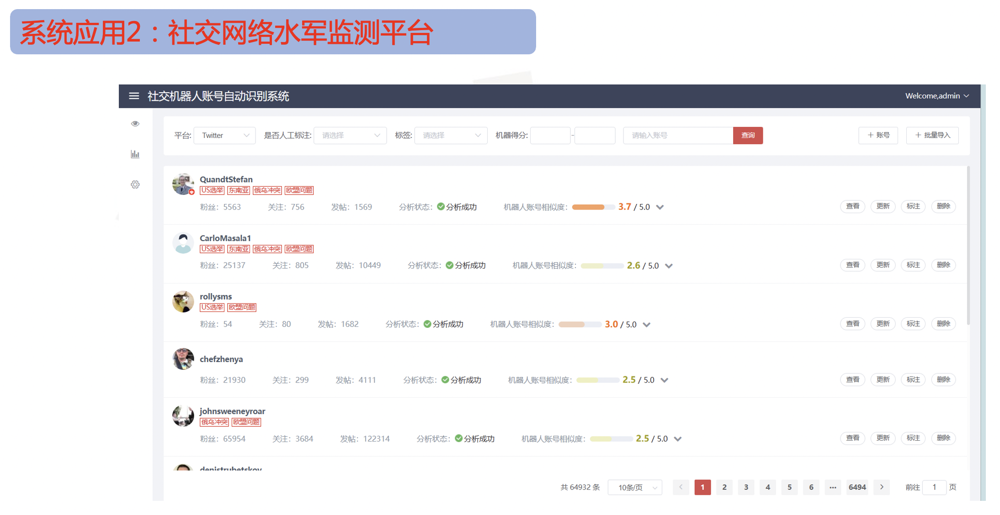 系统应用2：社交网络水军监测平台
社交机器人账号自动识别系统 Welcome,admin
平台: Twitter 是否人工标注: 请选择 标签: 请选择 机器得分: - 请输入账号 查询 + 账号 + 批量导入
QuandtStefan
US选举 东南亚 俄乌冲突 欧盟问题
粉丝: 5563 关注: 756 发帖: 1569 分析状态: 分析成功 机器人账号相似度: 3.7 / 5.0 查看 更新 标注 删除
CarloMasala1
US选举 东南亚 俄乌冲突 欧盟问题
粉丝: 25137 关注: 805 发帖: 10449 分析状态: 分析成功 机器人账号相似度: 2.6 / 5.0 查看 更新 标注 删除
rollysms
US选举 欧盟问题
粉丝: 54 关注: 80 发帖: 1682 分析状态: 分析成功 机器人账号相似度: 3.0 / 5.0 查看 更新 标注 删除
chefzhenya
粉丝: 21930 关注: 299 发帖: 4111 分析状态: 分析成功 机器人账号相似度: 2.5 / 5.0 查看 更新 标注 删除
johnsweeneyroar
俄乌冲突 欧盟问题
粉丝: 65954 关注: 3684 发帖: 122314 分析状态: 分析成功 机器人账号相似度: 2.5 / 5.0 查看 更新 标注 删除
denistrubetskoy
共 64932 条 10条/页 < 1 2 3 4 5 6 ··· 6494 > 前往 1 页